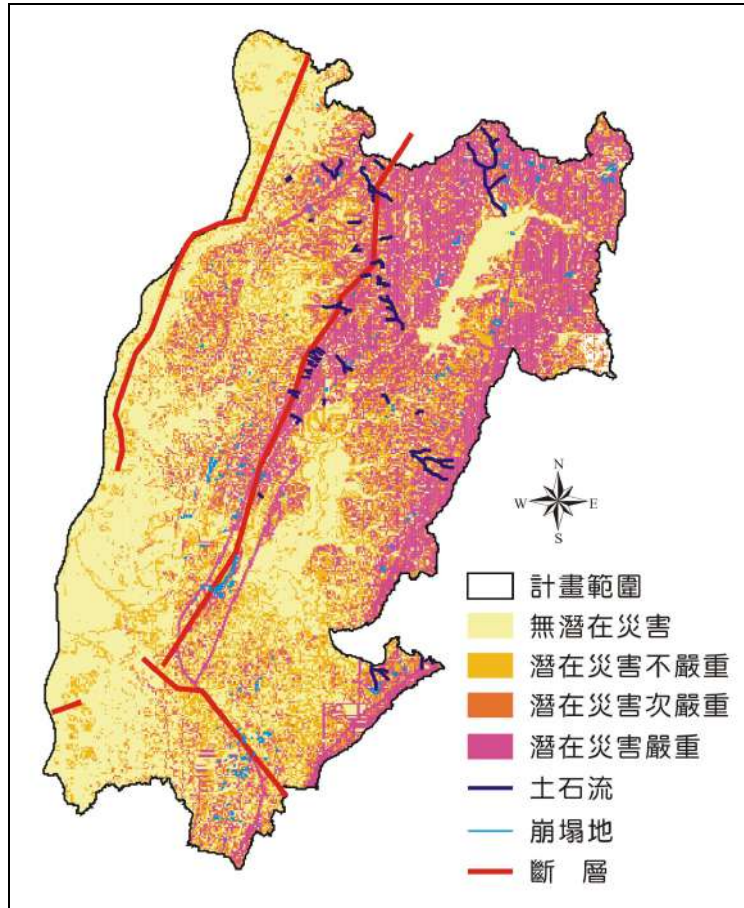 N
W E
S
計畫範圍
無潛在災害
潛在災害不嚴重
潛在災害次嚴重
潛在災害嚴重
土石流
崩塌地
斷 層